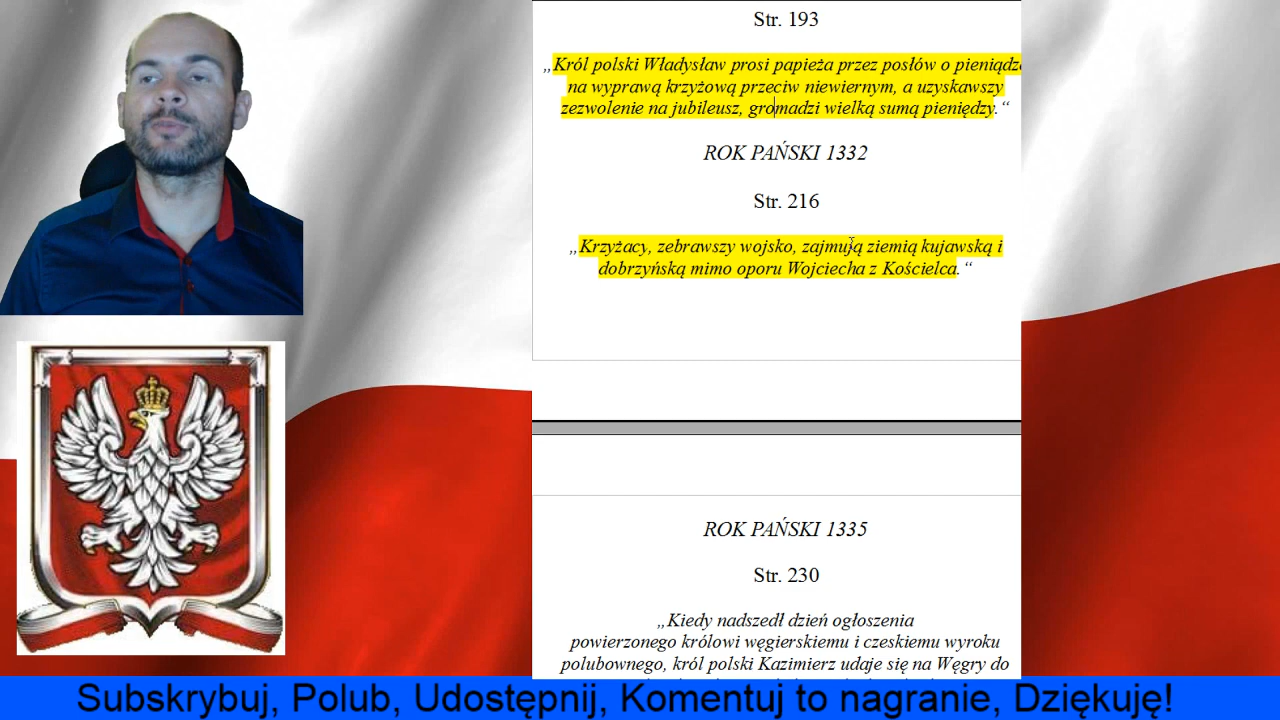 Str. 193
„Król polski Władysław prosi papieża przez posłów o pieniądze
na wyprawą krzyżową przeciw niewiernym, a uzyskawszy
zezwolenie na jubileusz, gromadzi wielką sumą pieniędzy.“
ROK PAŃSKI 1332
Str. 216
„Krzyżacy, zebrawszy wojsko, zajmują ziemią kujawską i
dobrzyńską mimo oporu Wojciecha z Kościelca.“
ROK PAŃSKI 1335
Str. 230
„Kiedy nadszedł dzień ogłoszenia
powierzonego królowi węgierskiemu i czeskiemu wyroku
polubownego, król polski Kazimierz udaje się na Węgry do
Subskrybuj, Polub, Udostępnij, Komentuj to nagranie, Dziękuję!